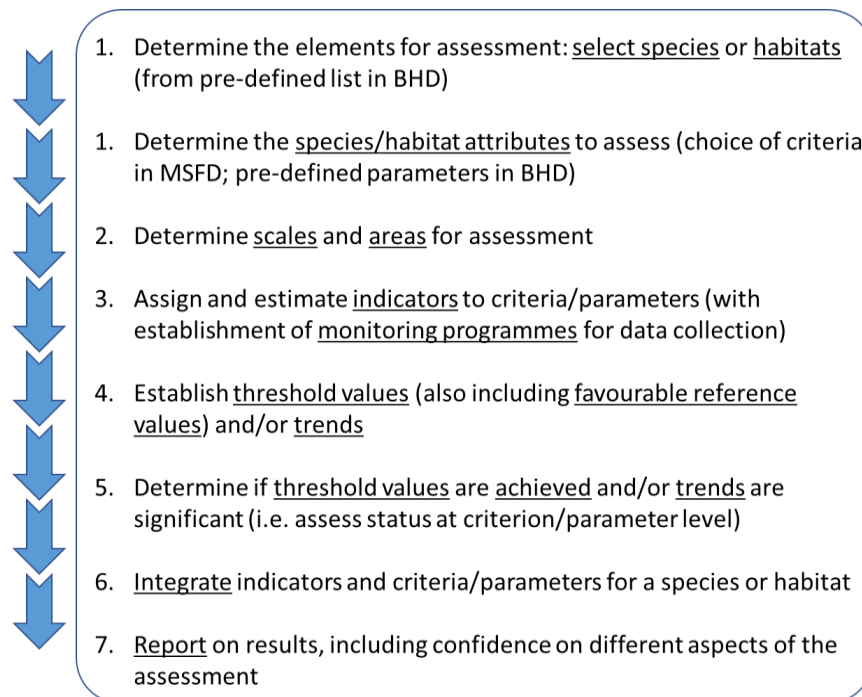 1. Determine the elements for assessment: select species or habitats
(from pre-defined list in BHD)
1. Determine the species/habitat attributes to assess (choice of criteria
in MSFD; pre-defined parameters in BHD)
2. Determine scales and areas for assessment
3. Assign and estimate indicators to criteria/parameters (with
establishment of monitoring programmes for data collection)
4. Establish threshold values (also including favourable reference
values) and/or trends
5. Determine if threshold values are achieved and/or trends are
significant (i.e. assess status at criterion/parameter level)
6. Integrate indicators and criteria/parameters for a species or habitat
7. Report on results, including confidence on different aspects of the
assessment